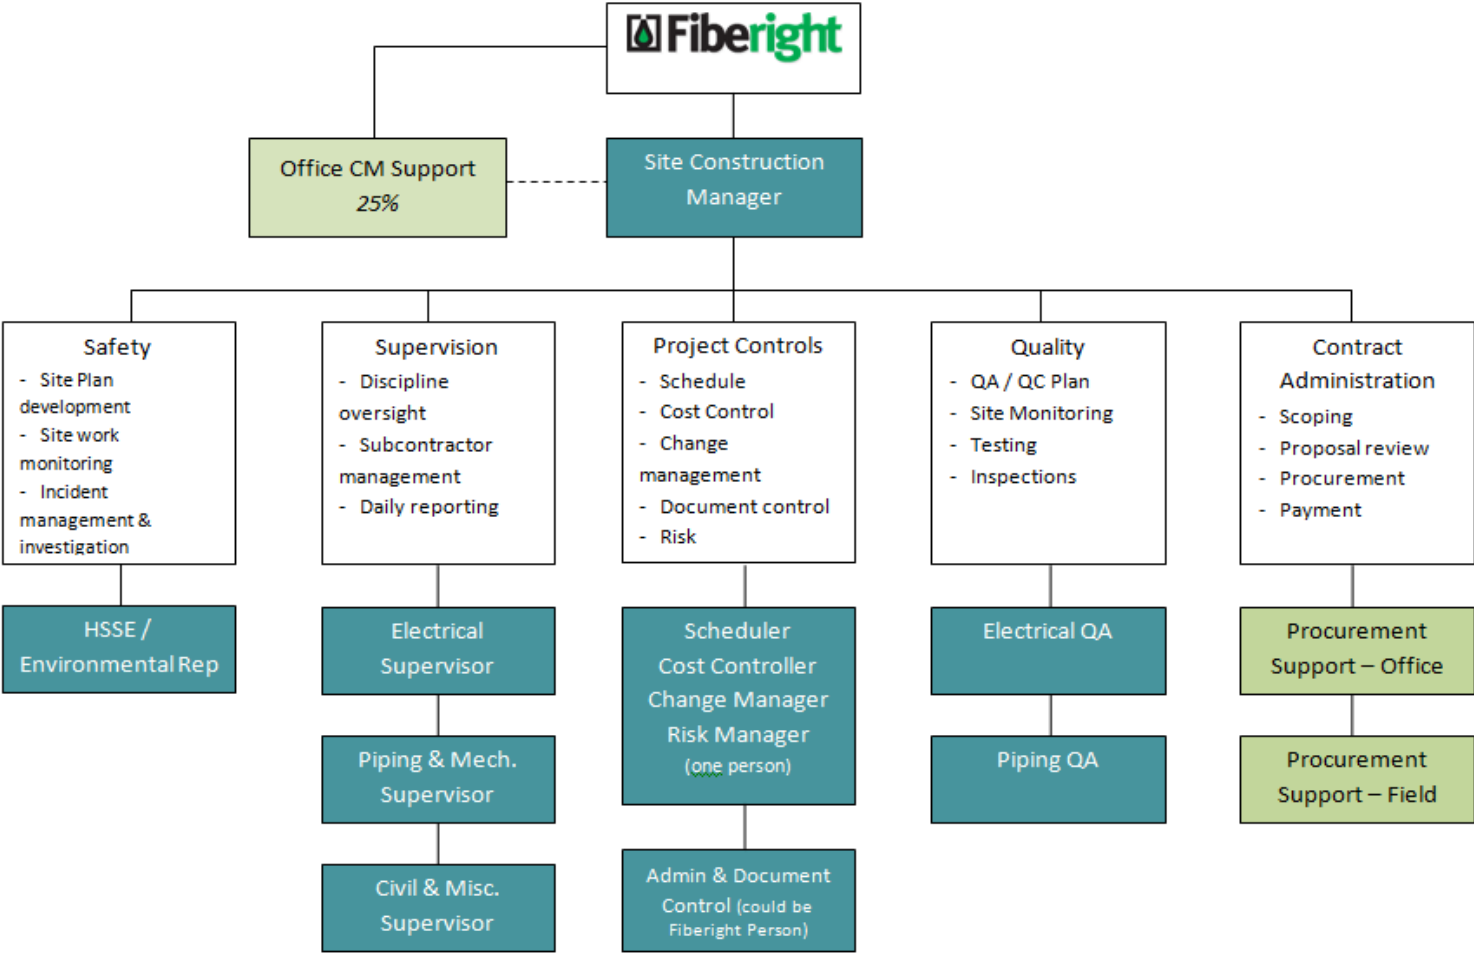 Fiberight
Office CM Support
25%
Site Construction
Manager
Safety
- Site Plan
development
- Site work
monitoring
- Incident
management &
investigation
Supervision
- Discipline
oversight
- Subcontractor
management
- Daily reporting
Project Controls
- Schedule
- Cost Control
- Change
management
- Document control
- Risk
Quality
- QA / QC Plan
- Site Monitoring
- Testing
- Inspections
Contract
Administration
- Scoping
- Proposal review
- Procurement
- Payment
HSSE /
Environmental Rep
Electrical
Supervisor
Piping & Mech.
Supervisor
Civil & Misc.
Supervisor
Scheduler
Cost Controller
Change Manager
Risk Manager
(one person)
Admin & Document
Control (could be
Fiberight Person)
Electrical QA
Piping QA
Procurement
Support – Office
Procurement
Support – Field